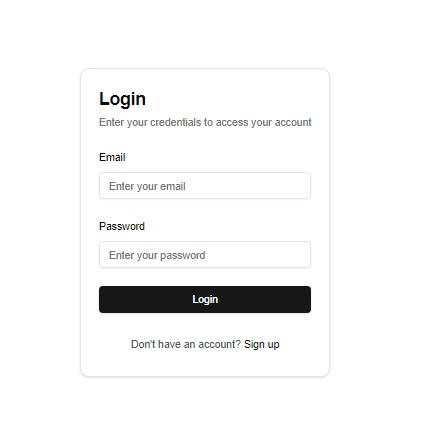 Login
Enter your credentials to access your account
Email
Enter your email
Password
Enter your password
Login
Don't have an account? Sign up